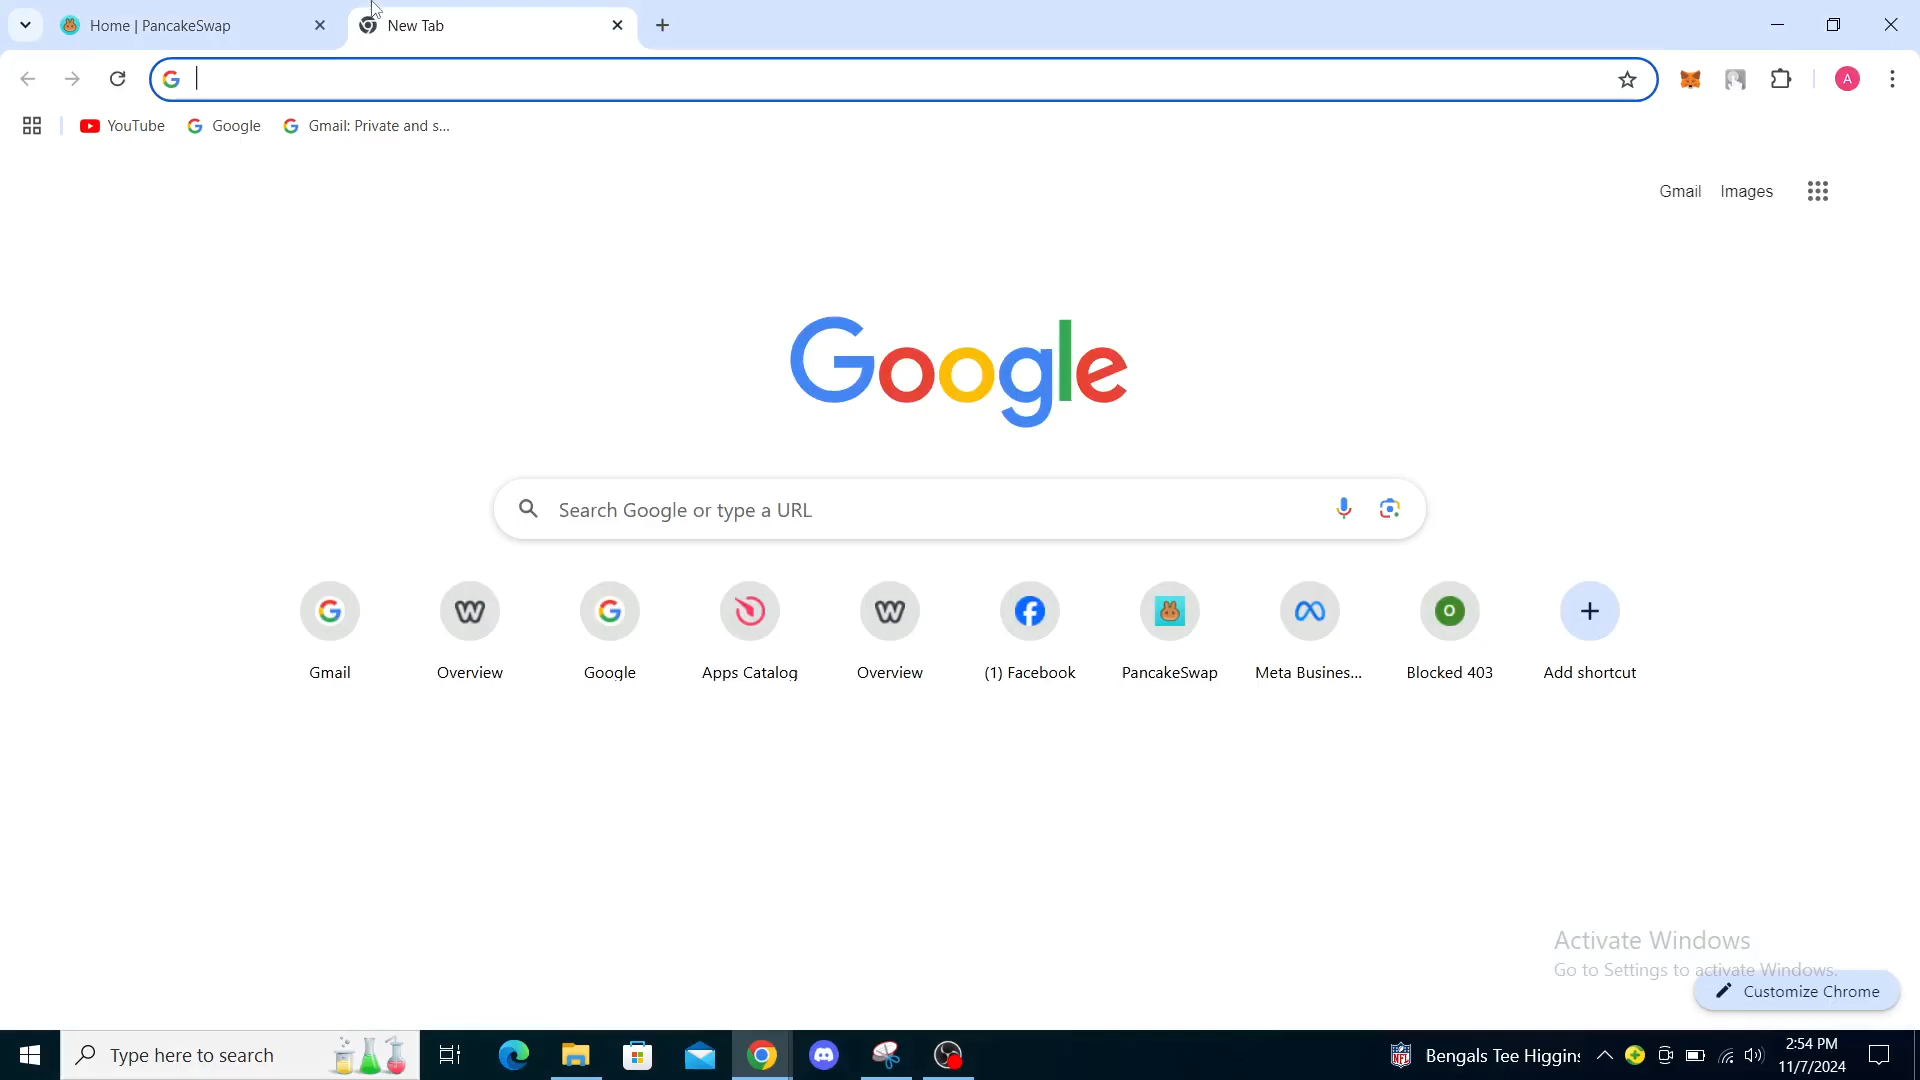 Home | PancakeSwap
New Tab
A
YouTube
Google
Gmail: Private and s...
Gmail
Images
Google
Search Google or type a URL
Gmail
Overview
Google
Apps Catalog
Overview
(1) Facebook
PancakeSwap
Meta Busines...
O
Blocked 403
Add shortcut
Activate Windows
Go to Settings to activate Windows.
Customize Chrome
Type here to search
Bengals Tee Higgins
2:54 PM
11/7/2024